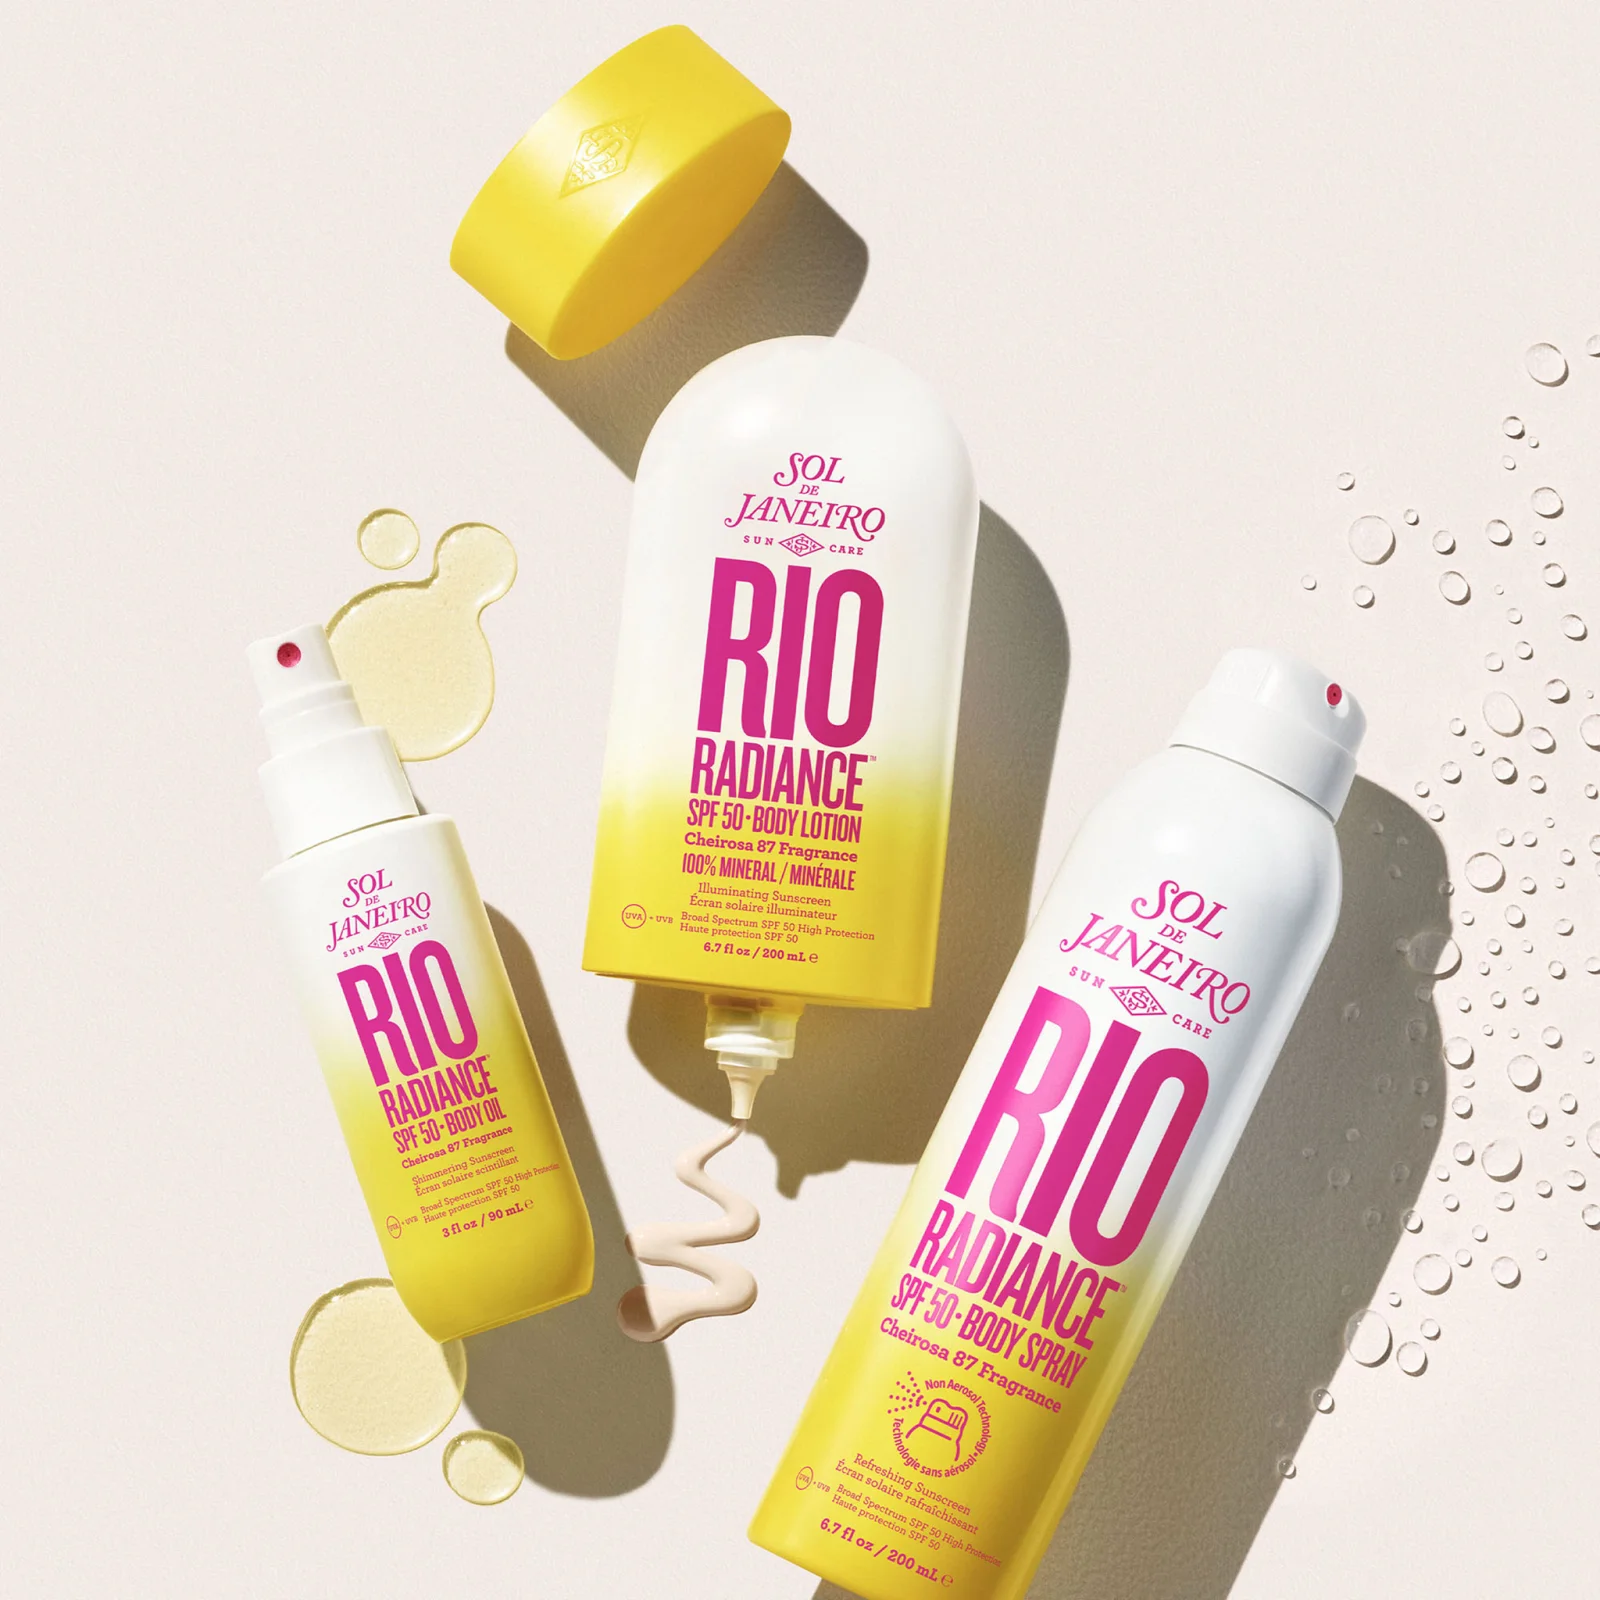 SOL
DE
JANEIRO
SUN CARE
RIO
RADIANCE™
SPF 50 • BODY LOTION
Cheirosa 87 Fragrance
100% MINERAL / MINÉRALE
Illuminating Sunscreen
Écran solaire illuminateur
UVA + UVB Broad Spectrum SPF 50 High Protection
Haute protection SPF 50
6.7 fl oz / 200 mL ℮
SOL
DE
JANEIRO
SUN CARE
RIO
RADIANCE™
SPF 50 • BODY OIL
Cheirosa 87 Fragrance
Shimmering Sunscreen
Écran solaire scintillant
UVA + UVB Broad Spectrum SPF 50 High Protection
Haute protection SPF 50
3 fl oz / 90 mL ℮
SOL
DE
JANEIRO
SUN CARE
RIO
RADIANCE™
SPF 50 • BODY SPRAY
Cheirosa 87 Fragrance
Non Aerosol Technology •
Technologie sans aérosol •
Refreshing Sunscreen
Écran solaire rafraîchissant
UVA + UVB Broad Spectrum SPF 50 High Protection
Haute protection SPF 50
6.7 fl oz / 200 mL ℮